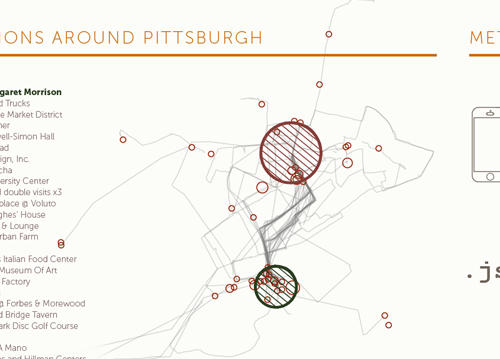 IONS AROUND PITTSBURGH
MET
garet Morrison
d Trucks
e Market District
ner
well-Simon Hall
ad
ign, Inc.
cha
ersity Center
d double visits x3
place @ Voluto
ghes' House
& Lounge
rban Farm
s Italian Food Center
Museum Of Art
Factory
@ Forbes & Morewood
d Bridge Tavern
ark Disc Golf Course
A Mano
s and Hillman Centers
.js